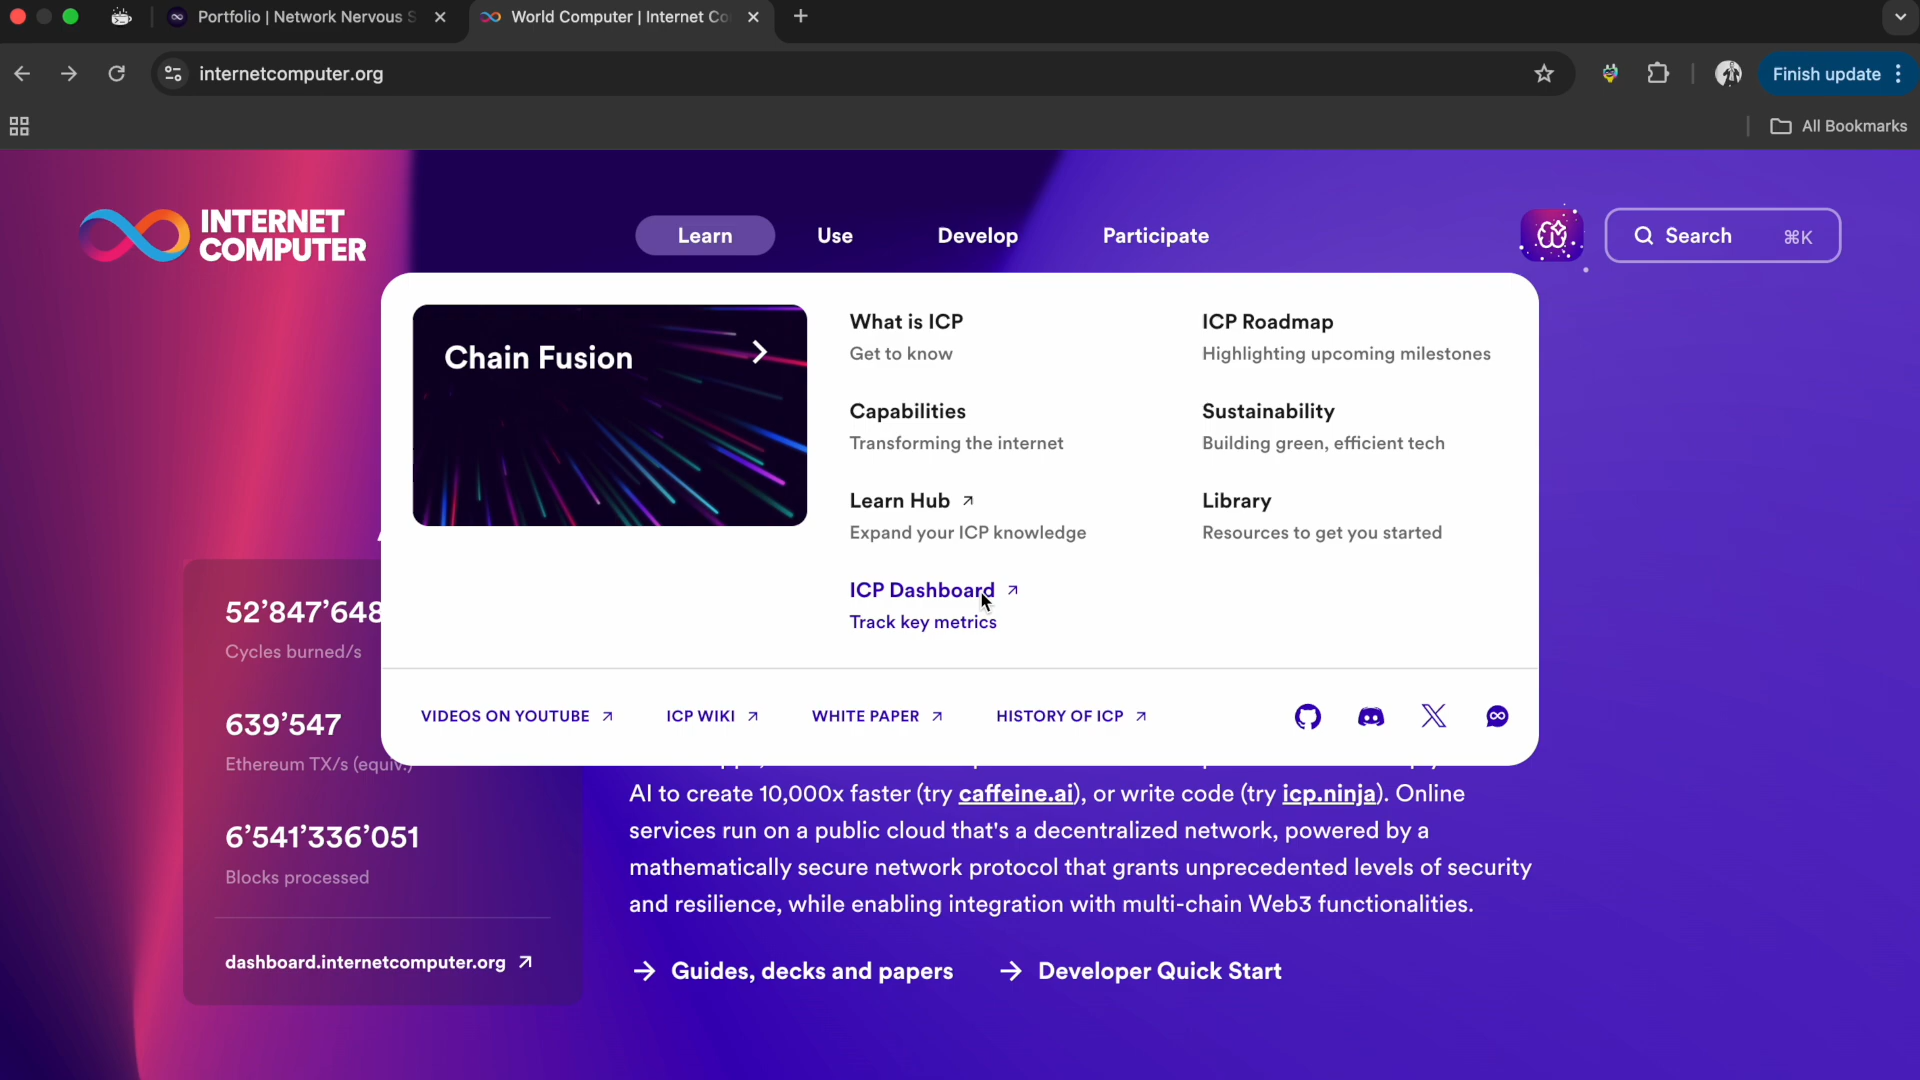 Portfolio | Network Nervous S
World Computer | Internet Co
internetcomputer.org
Finish update
All Bookmarks
INTERNET COMPUTER
Learn
Use
Develop
Participate
Search ⌘K
Chain Fusion
What is ICP
Get to know
ICP Roadmap
Highlighting upcoming milestones
Capabilities
Transforming the internet
Sustainability
Building green, efficient tech
Learn Hub
Expand your ICP knowledge
Library
Resources to get you started
ICP Dashboard
Track key metrics
VIDEOS ON YOUTUBE
ICP WIKI
WHITE PAPER
HISTORY OF ICP
52’847’648
Cycles burned/s
639’547
Ethereum TX/s (equiv.)
6’541’336’051
Blocks processed
dashboard.internetcomputer.org
AI to create 10,000x faster (try caffeine.ai), or write code (try icp.ninja). Online
services run on a public cloud that's a decentralized network, powered by a
mathematically secure network protocol that grants unprecedented levels of security
and resilience, while enabling integration with multi-chain Web3 functionalities.
Guides, decks and papers
Developer Quick Start